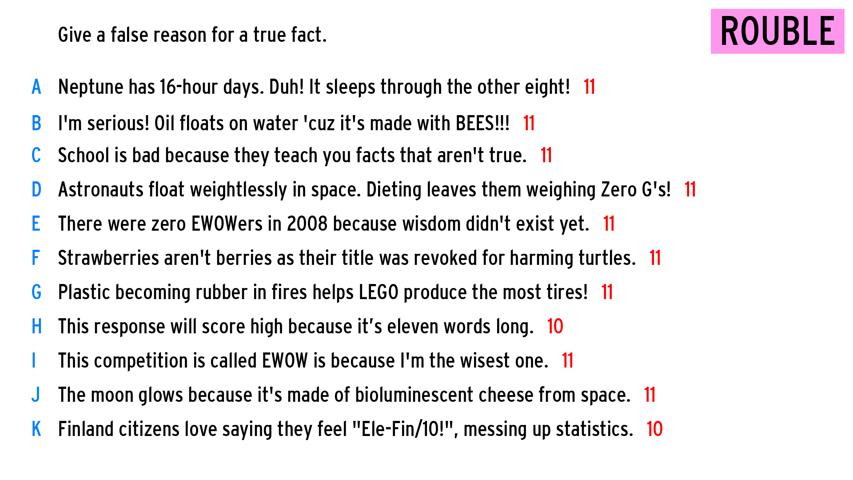 Give a false reason for a true fact.
ROUBLE
A Neptune has 16-hour days. Duh! It sleeps through the other eight! 11
B I'm serious! Oil floats on water 'cuz it's made with BEES!!! 11
C School is bad because they teach you facts that aren't true. 11
D Astronauts float weightlessly in space. Dieting leaves them weighing Zero G's! 11
E There were zero EWOWers in 2008 because wisdom didn't exist yet. 11
F Strawberries aren't berries as their title was revoked for harming turtles. 11
G Plastic becoming rubber in fires helps LEGO produce the most tires! 11
H This response will score high because it’s eleven words long. 10
I This competition is called EWOW is because I'm the wisest one. 11
J The moon glows because it's made of bioluminescent cheese from space. 11
K Finland citizens love saying they feel "Ele-Fin/10!", messing up statistics. 10